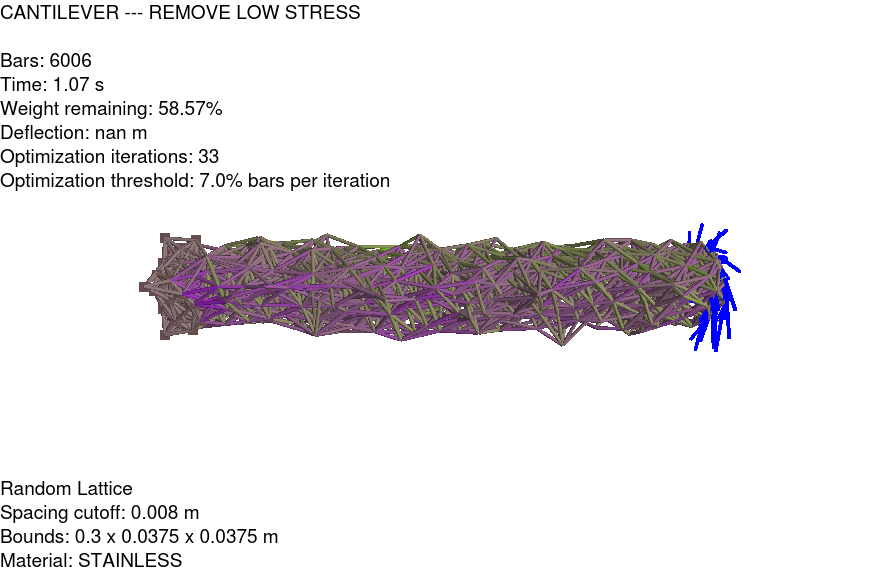 CANTILEVER --- REMOVE LOW STRESS
Bars: 6006
Time: 1.07 s
Weight remaining: 58.57%
Deflection: nan m
Optimization iterations: 33
Optimization threshold: 7.0% bars per iteration
Random Lattice
Spacing cutoff: 0.008 m
Bounds: 0.3 x 0.0375 x 0.0375 m
Material: STAINLESS